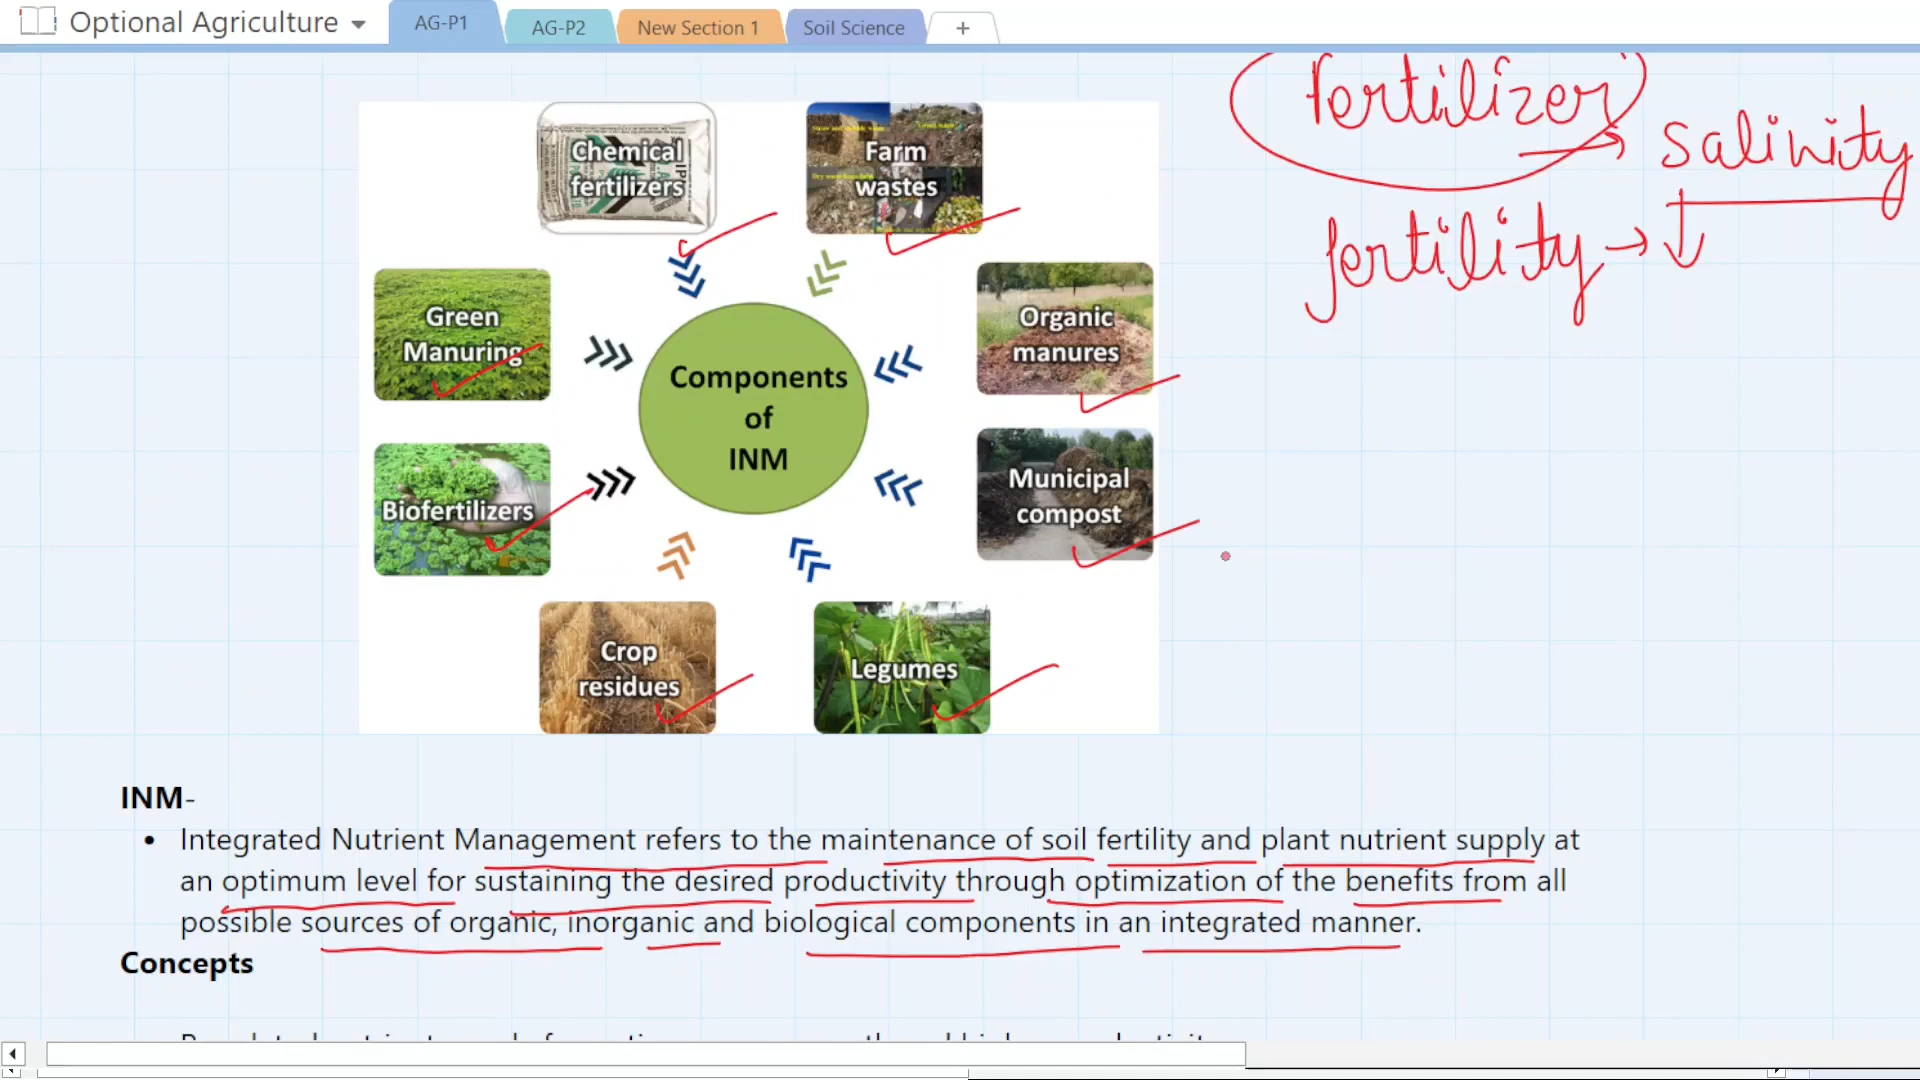 Optional Agriculture
AG-P1
AG-P2
New Section 1
Soil Science
+
fertilizer
salinity
fertility → ↓
Chemical
fertilizers
Farm
wastes
Green
Manuring
Organic
manures
Components
of
INM
Biofertilizers
Municipal
compost
Crop
residues
Legumes
INM-
• Integrated Nutrient Management refers to the maintenance of soil fertility and plant nutrient supply at
an optimum level for sustaining the desired productivity through optimization of the benefits from all
possible sources of organic, inorganic and biological components in an integrated manner.
Concepts